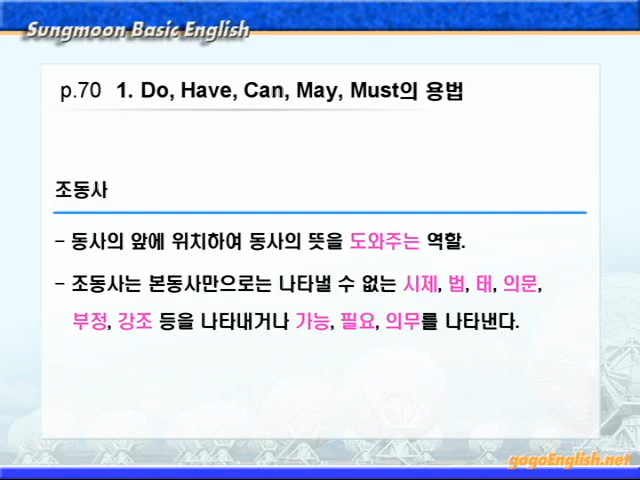 Sungmoon Basic English
p.70 1. Do, Have, Can, May, Must의 용법
조동사
- 동사의 앞에 위치하여 동사의 뜻을 도와주는 역할.
- 조동사는 본동사만으로는 나타낼 수 없는 시제, 법, 태, 의문,
부정, 강조 등을 나타내거나 가능, 필요, 의무를 나타낸다.
gogoEnglish.net